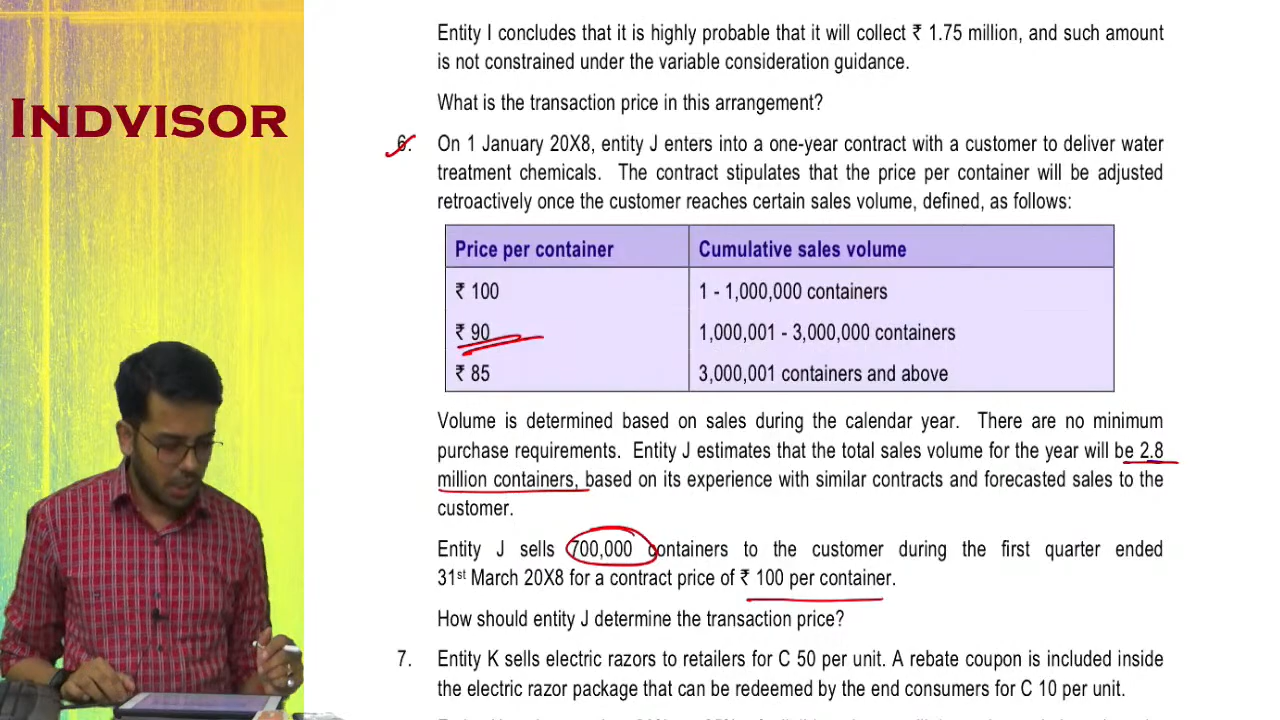 INDVISOR
Entity I concludes that it is highly probable that it will collect ₹ 1.75 million, and such amount
is not constrained under the variable consideration guidance.
What is the transaction price in this arrangement?
6. On 1 January 20X8, entity J enters into a one-year contract with a customer to deliver water
treatment chemicals. The contract stipulates that the price per container will be adjusted
retroactively once the customer reaches certain sales volume, defined, as follows:
Price per container Cumulative sales volume
₹ 100 1 - 1,000,000 containers
₹ 90 1,000,001 - 3,000,000 containers
₹ 85 3,000,001 containers and above
Volume is determined based on sales during the calendar year. There are no minimum
purchase requirements. Entity J estimates that the total sales volume for the year will be 2.8
million containers, based on its experience with similar contracts and forecasted sales to the
customer.
Entity J sells 700,000 containers to the customer during the first quarter ended
31st March 20X8 for a contract price of ₹ 100 per container.
How should entity J determine the transaction price?
7. Entity K sells electric razors to retailers for C 50 per unit. A rebate coupon is included inside
the electric razor package that can be redeemed by the end consumers for C 10 per unit.